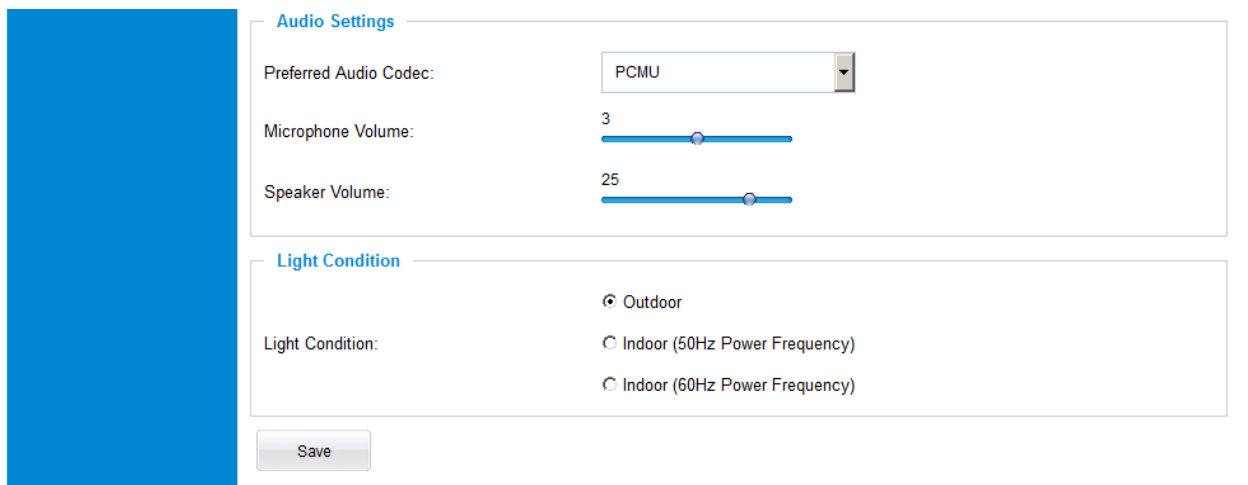 Audio Settings
Preferred Audio Codec: PCMU
3
Microphone Volume:
25
Speaker Volume:
Light Condition
Outdoor
Light Condition: Indoor (50Hz Power Frequency)
Indoor (60Hz Power Frequency)
Save